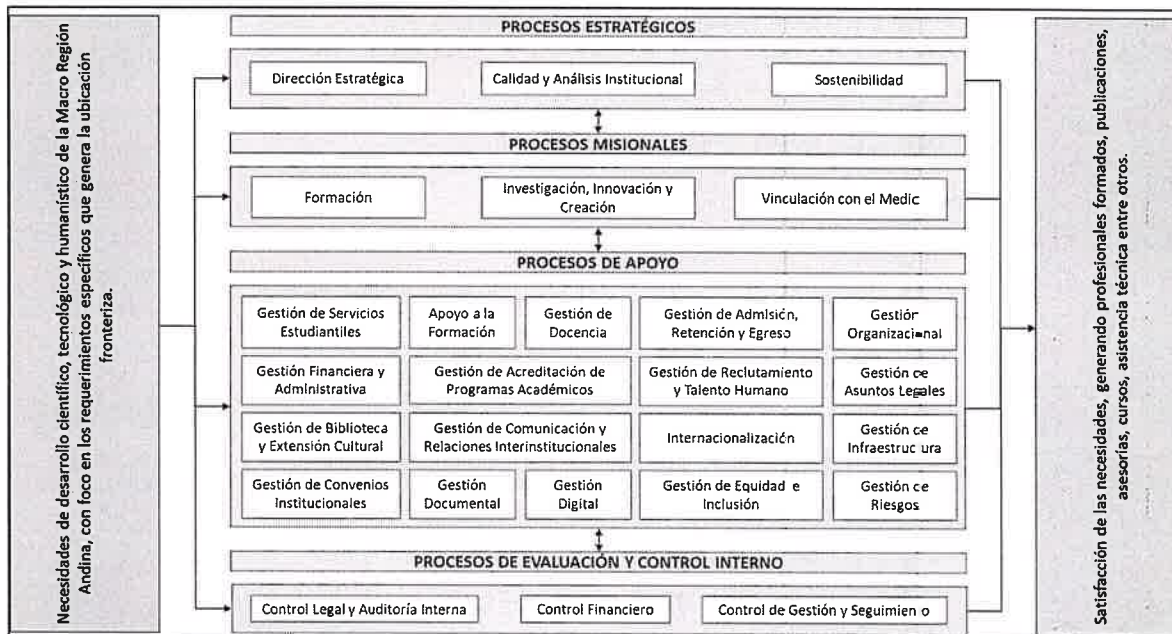 Necesidades de desarrollo científico, tecnológico y humanístico de la Macro Región
Andina, con foco en los requerimientos específicos que genera la ubicación
fronteriza.
PROCESOS ESTRATÉGICOS
Dirección Estratégica
Calidad y Análisis Institucional
Sostenibilidad
PROCESOS MISIONALES
Formación
Investigación, Innovación y
Creación
Vinculación con el Medic
PROCESOS DE APOYO
Gestión de Servicios
Estudiantiles
Apoyo a la
Formación
Gestión de
Docencia
Gestión de Admisión,
Retención y Egreso
Gestión
Organizacional
Gestión Financiera y
Administrativa
Gestión de Acreditación de
Programas Académicos
Gestión de Reclutamiento
y Talento Humano
Gestión de
Asuntos Legales
Gestión de Biblioteca
y Extensión Cultural
Gestión de Comunicación y
Relaciones Interinstitucionales
Internacionalización
Gestión de
Infraestruc ura
Gestión de Convenios
Institucionales
Gestión
Documental
Gestión
Digital
Gestión de Equidad e
Inclusión
Gestión de
Riesgos
PROCESOS DE EVALUACIÓN Y CONTROL INTERNO
Control Legal y Auditoría Interna
Control Financiero
Control de Gestión y Seguimien o
Satisfacción de las necesidades, generando profesionales formados, publicaciones,
asesorías, cursos, asistencia técnica entre otros.